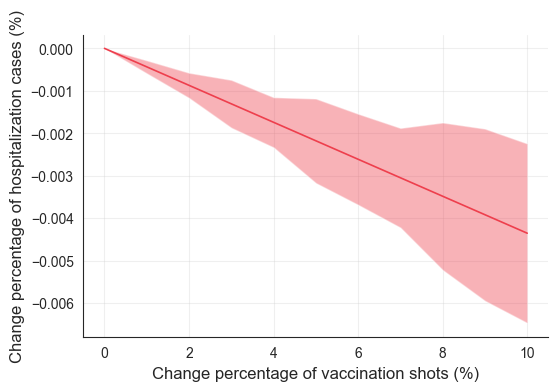 Change percentage of hospitalization cases (%)
0.000
−0.001
−0.002
−0.003
−0.004
−0.005
−0.006
0 2 4 6 8 10
Change percentage of vaccination shots (%)